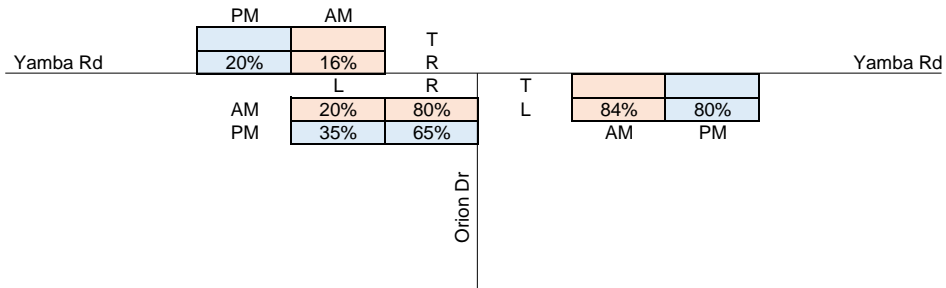 PM AM
T
Yamba Rd 20% 16% R Yamba Rd
L R T
AM 20% 80% L 84% 80%
PM 35% 65% AM PM
Orion Dr